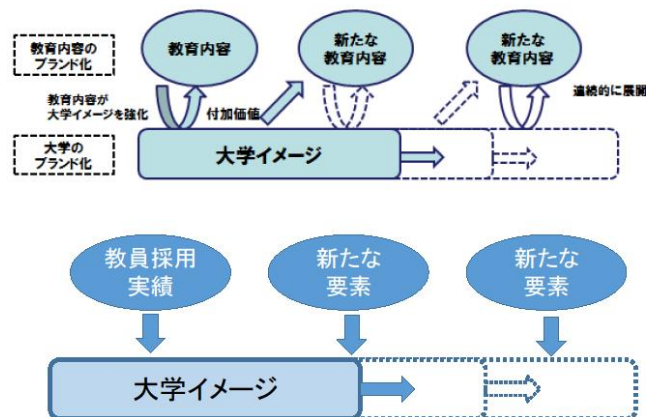 教育内容の
ブランド化
教育内容
新たな
教育内容
新たな
教育内容
教育内容が
大学イメージを強化
付加価値
連続的に展開
大学の
ブランド化
大学イメージ
教員採用
実績
新たな
要素
新たな
要素
大学イメージ